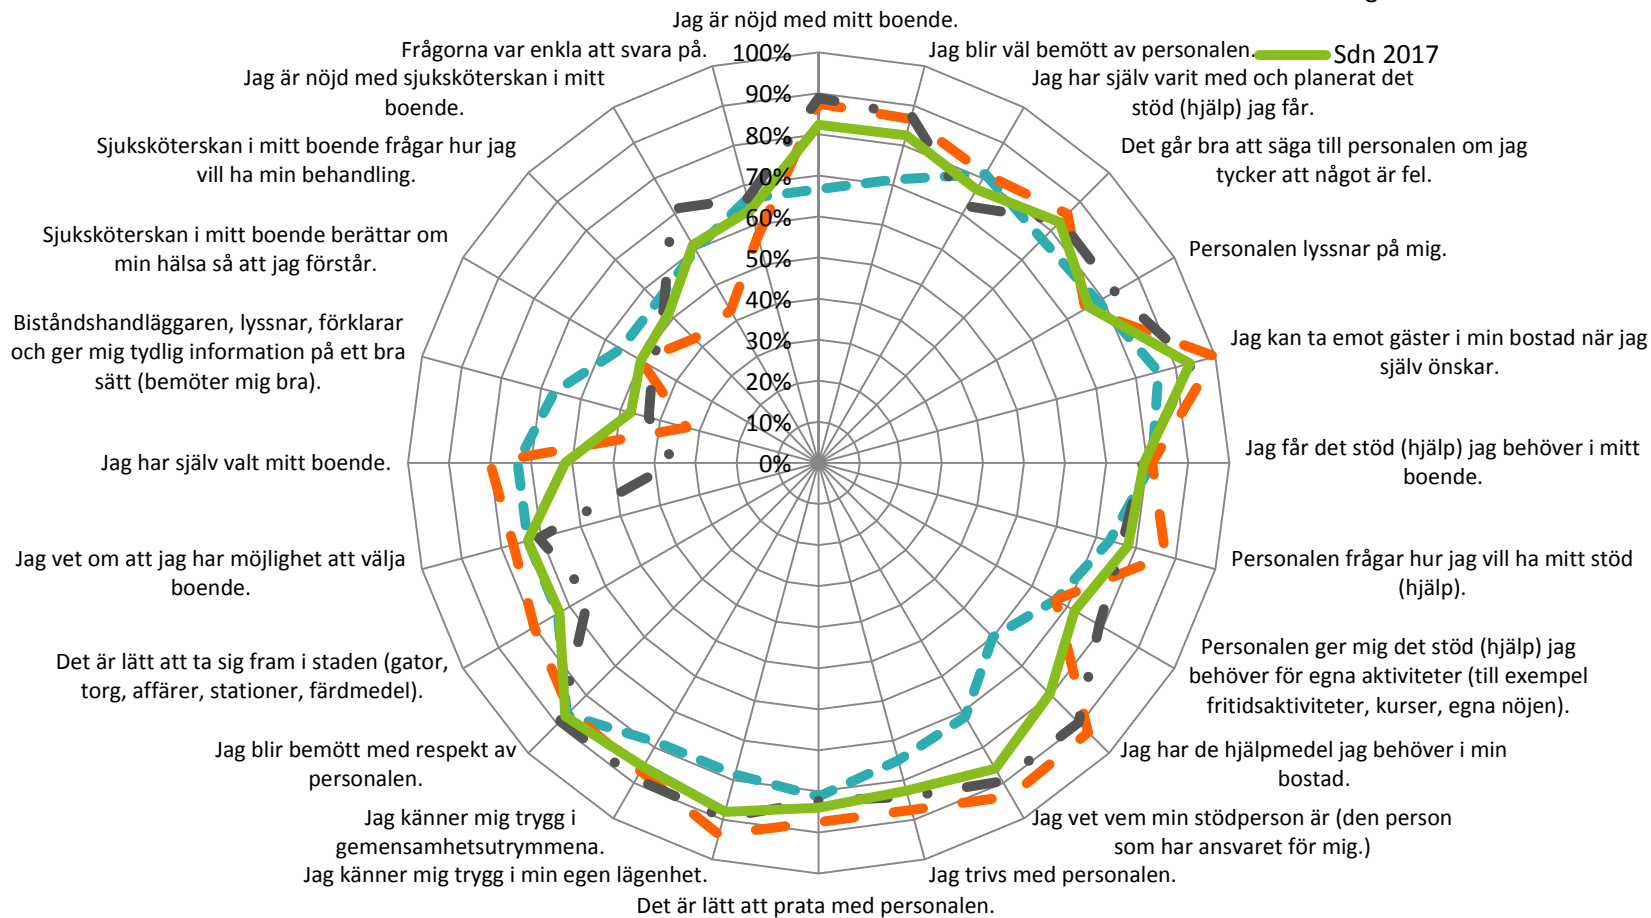 Jag är nöjd med mitt boende.
Jag blir väl bemött av personalen.
Sdn 2017
Jag har själv varit med och planerat det
stöd (hjälp) jag får.
Det går bra att säga till personalen om jag
tycker att något är fel.
Personalen lyssnar på mig.
Jag kan ta emot gäster i min bostad när jag
själv önskar.
Jag får det stöd (hjälp) jag behöver i mitt
boende.
Personalen frågar hur jag vill ha mitt stöd
(hjälp).
Personalen ger mig det stöd (hjälp) jag
behöver för egna aktiviteter (till exempel
fritidsaktiviteter, kurser, egna nöjen).
Jag har de hjälpmedel jag behöver i min
bostad.
Jag vet vem min stödperson är (den person
som har ansvaret för mig.)
Jag trivs med personalen.
Det är lätt att prata med personalen.
Jag känner mig trygg i min egen lägenhet.
Jag känner mig trygg i
gemensamhetsutrymmena.
Jag blir bemött med respekt av
personalen.
Det är lätt att ta sig fram i staden (gator,
torg, affärer, stationer, färdmedel).
Jag vet om att jag har möjlighet att välja
boende.
Jag har själv valt mitt boende.
Biståndshandläggaren, lyssnar, förklarar
och ger mig tydlig information på ett bra
sätt (bemöter mig bra).
Sjuksköterskan i mitt boende berättar om
min hälsa så att jag förstår.
Sjuksköterskan i mitt boende frågar hur jag
vill ha min behandling.
Jag är nöjd med sjuksköterskan i mitt
boende.
Frågorna var enkla att svara på.
100%
90%
80%
70%
60%
50%
40%
30%
20%
10%
0%